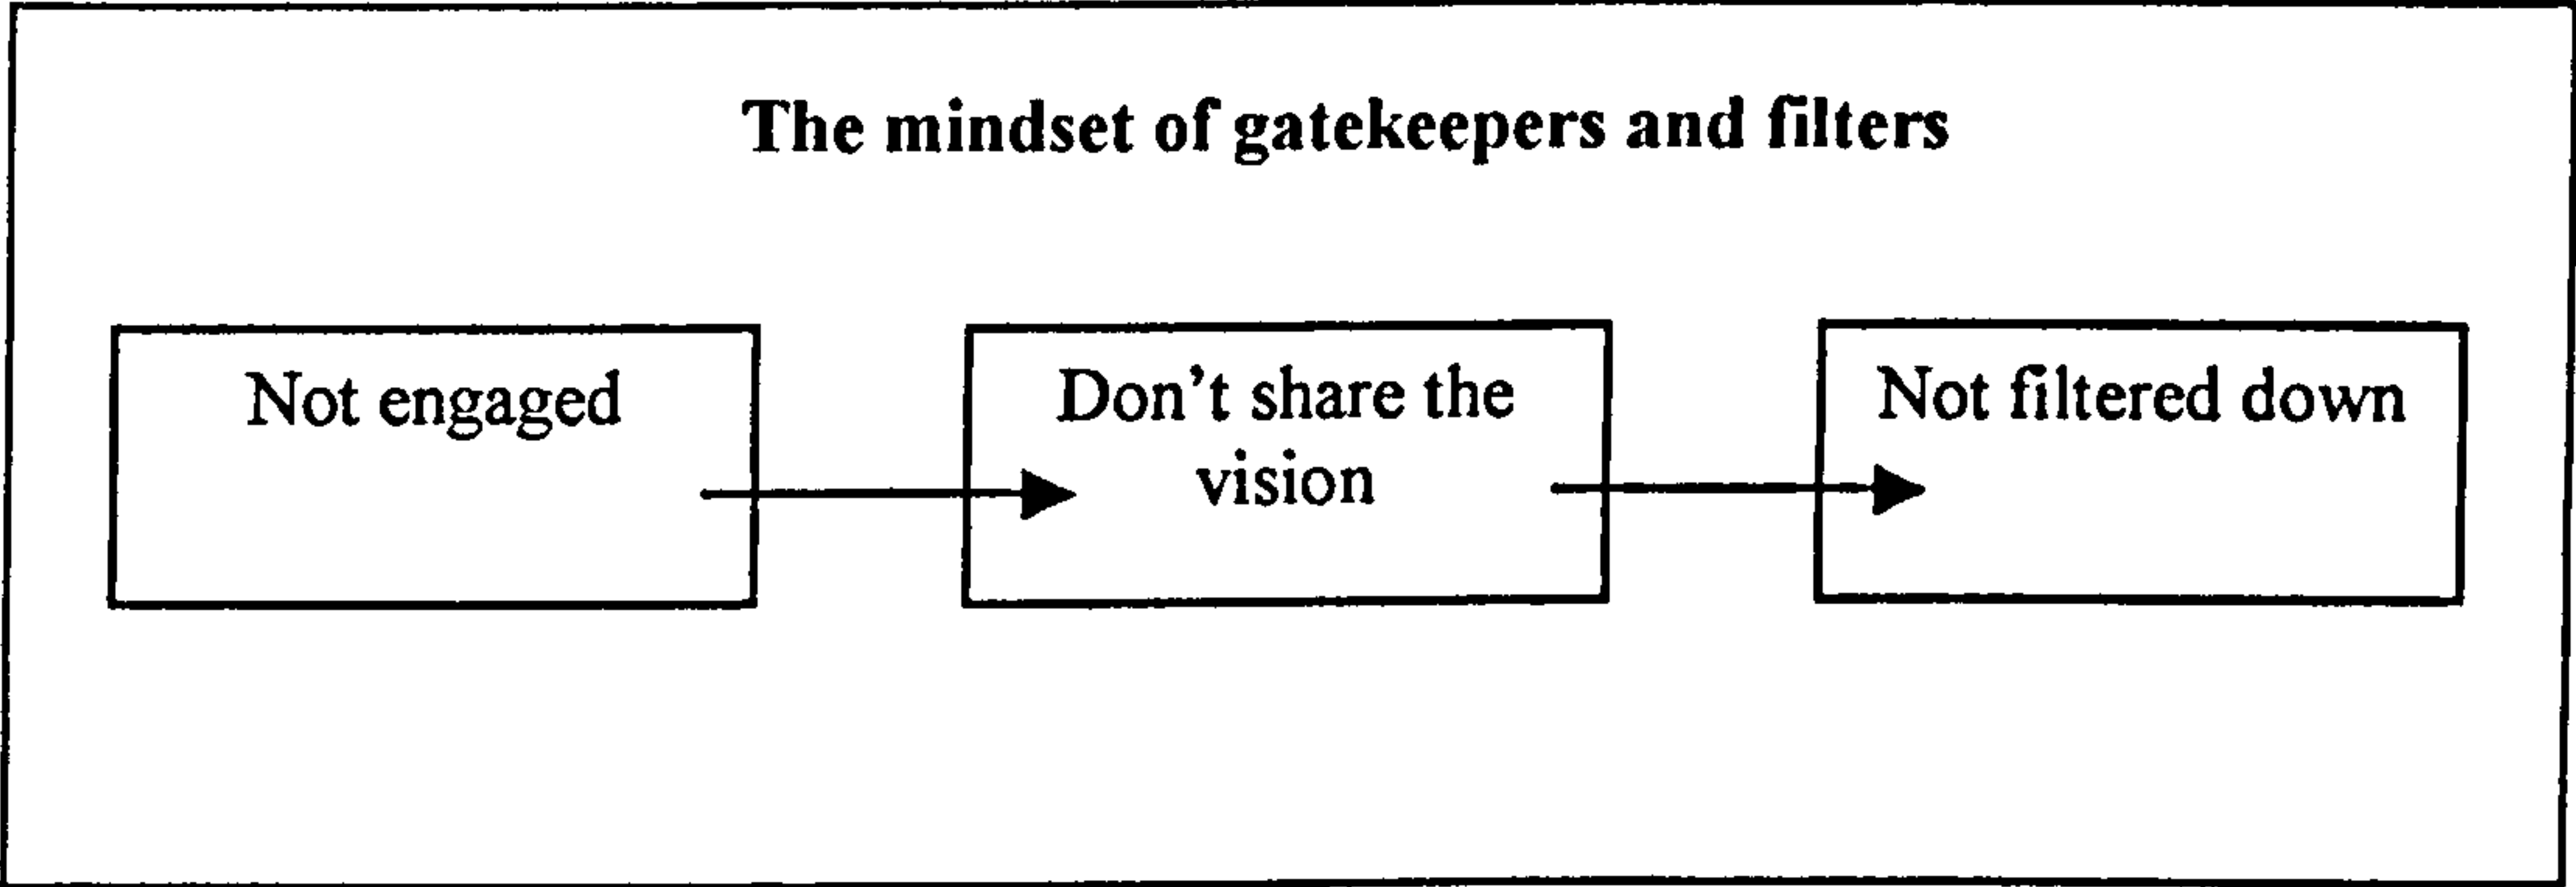 The mindset of gatekeepers and filters
Not engaged
Don't share the
vision
Not filtered down